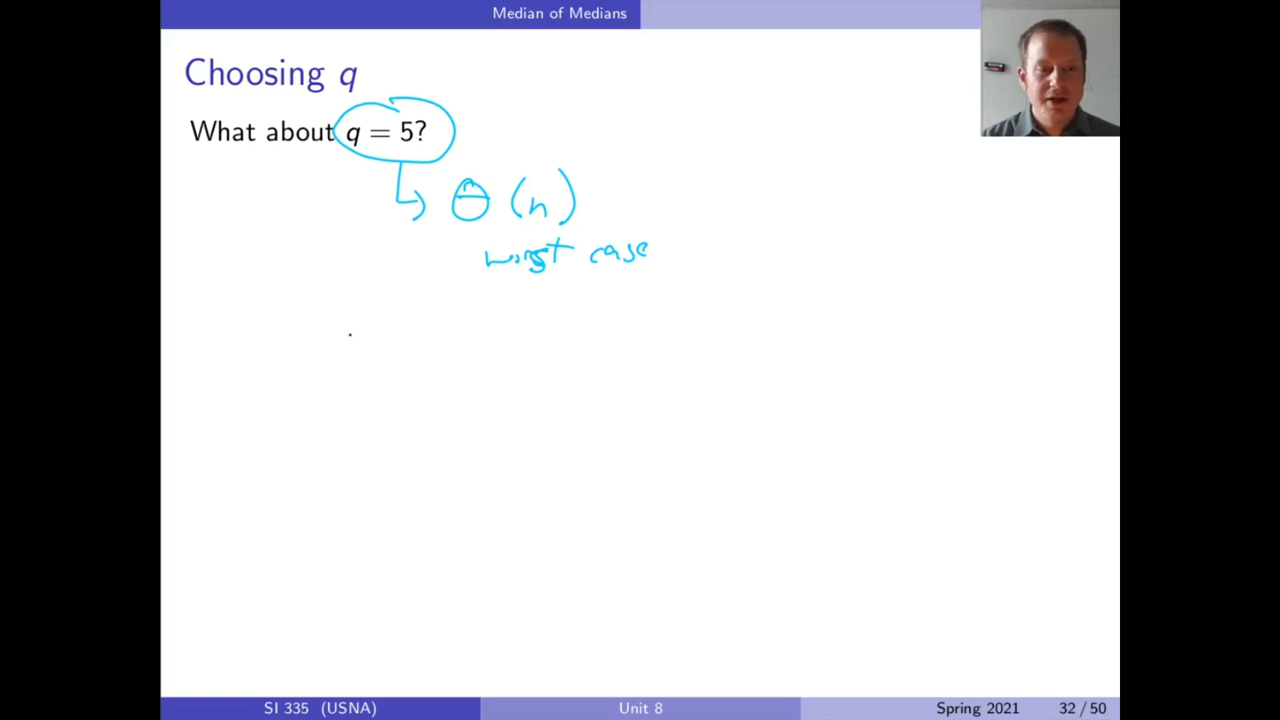 Median of Medians
Choosing q
What about q = 5?
Θ (n)
worst case
SI 335 (USNA) Unit 8 Spring 2021 32 / 50